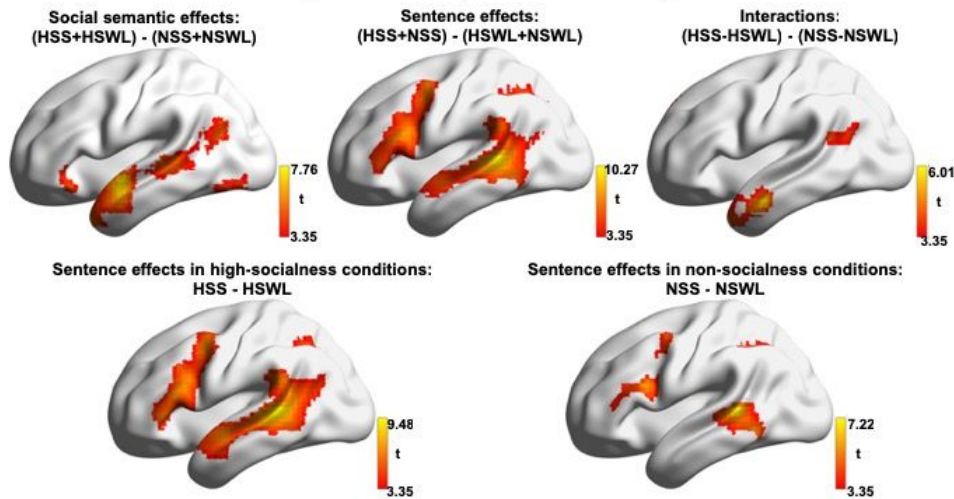 Social semantic effects:
(HSS+HSWL) - (NSS+NSWL)
Sentence effects:
(HSS+NSS) - (HSWL+NSWL)
Interactions:
(HSS-HSWL) - (NSS-NSWL)
7.76
t
3.35
10.27
t
3.35
6.01
t
3.35
Sentence effects in high-socialness conditions:
HSS - HSWL
Sentence effects in non-socialness conditions:
NSS - NSWL
9.48
t
3.35
7.22
t
3.35